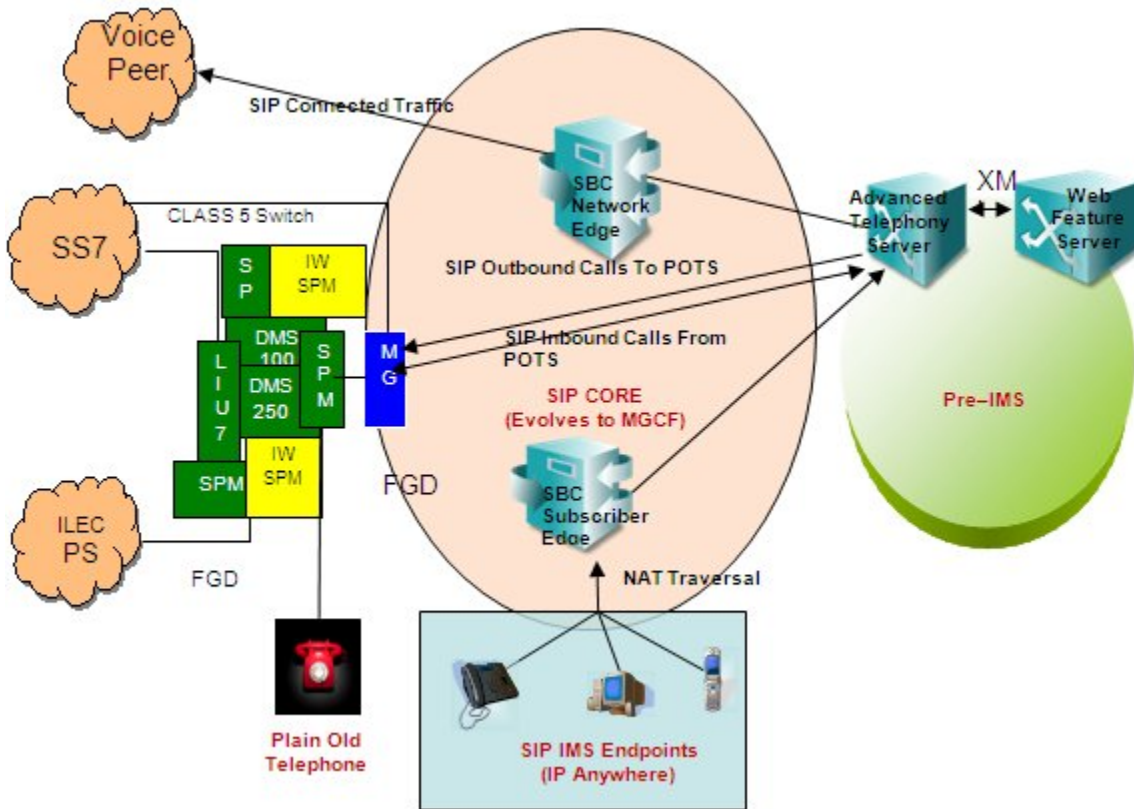 Voice
Peer
SIP Connected Traffic
SBC
Network
Edge
Advanced
Telephony
Server
XM
Web
Feature
Server
CLASS 5 Switch
SS7
S
P
IW
SPM
SIP Outbound Calls To POTS
DMS
100
S
P
M
M
G
SIP Inbound Calls From
POTS
L
I
U
7
DMS
250
SIP CORE
(Evolves to MGCF)
Pre–IMS
IW
SPM
SPM
FGD
SBC
Subscriber
Edge
ILEC
PS
FGD
NAT Traversal
Plain Old
Telephone
SIP IMS Endpoints
(IP Anywhere)